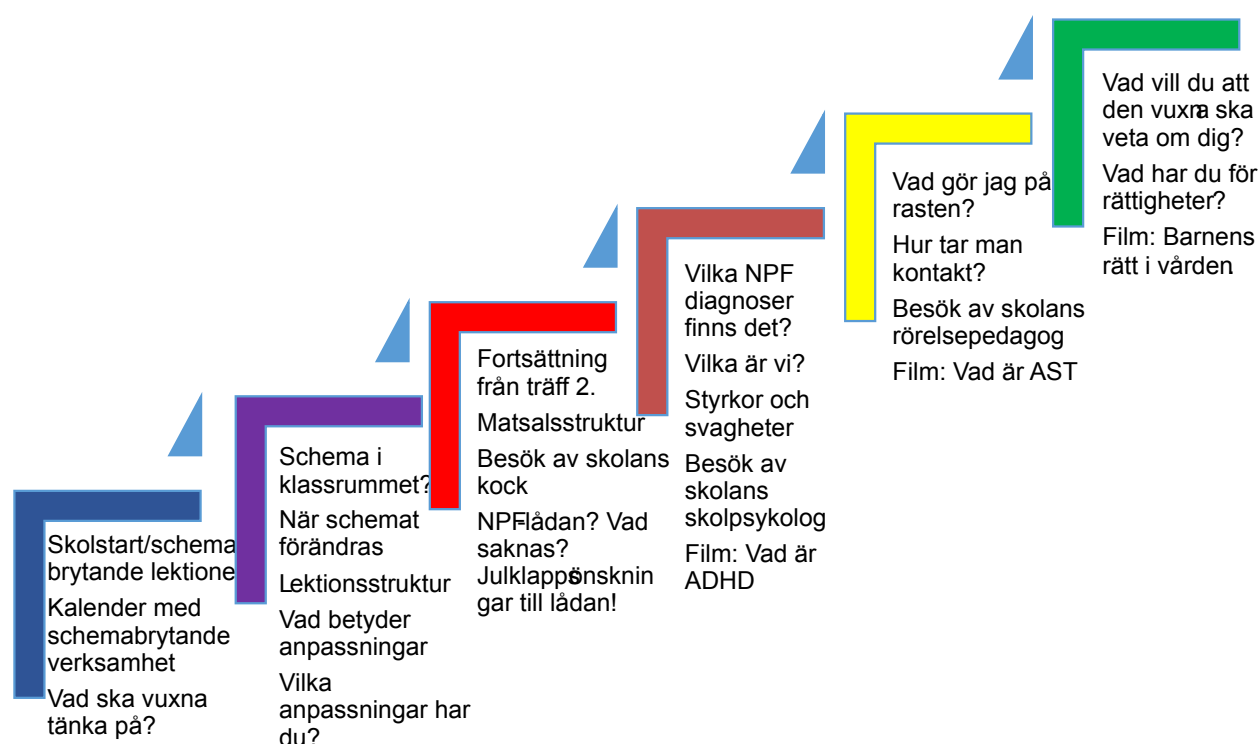 Skolstart/schema
brytande lektione
Kalender med
schemabrytande
verksamhet
Vad ska vuxna
tänka på?
Schema i
klassrummet?
När schemat
förändras
Lektionsstruktur
Vad betyder
anpassningar
Vilka
anpassningar har
du?
Fortsättning
från träff 2.
Matsalsstruktur
Besök av skolans
kock
NPF-lådan? Vad
saknas?
Julklappsönsknin
gar till lådan!
Vilka NPF
diagnoser
finns det?
Vilka är vi?
Styrkor och
svagheter
Besök av
skolans
skolpsykolog
Film: Vad är
ADHD
Vad gör jag på
rasten?
Hur tar man
kontakt?
Besök av skolans
rörelsepedagog
Film: Vad är AST
Vad vill du att
den vuxna ska
veta om dig?
Vad har du för
rättigheter?
Film: Barnens
rätt i vården.